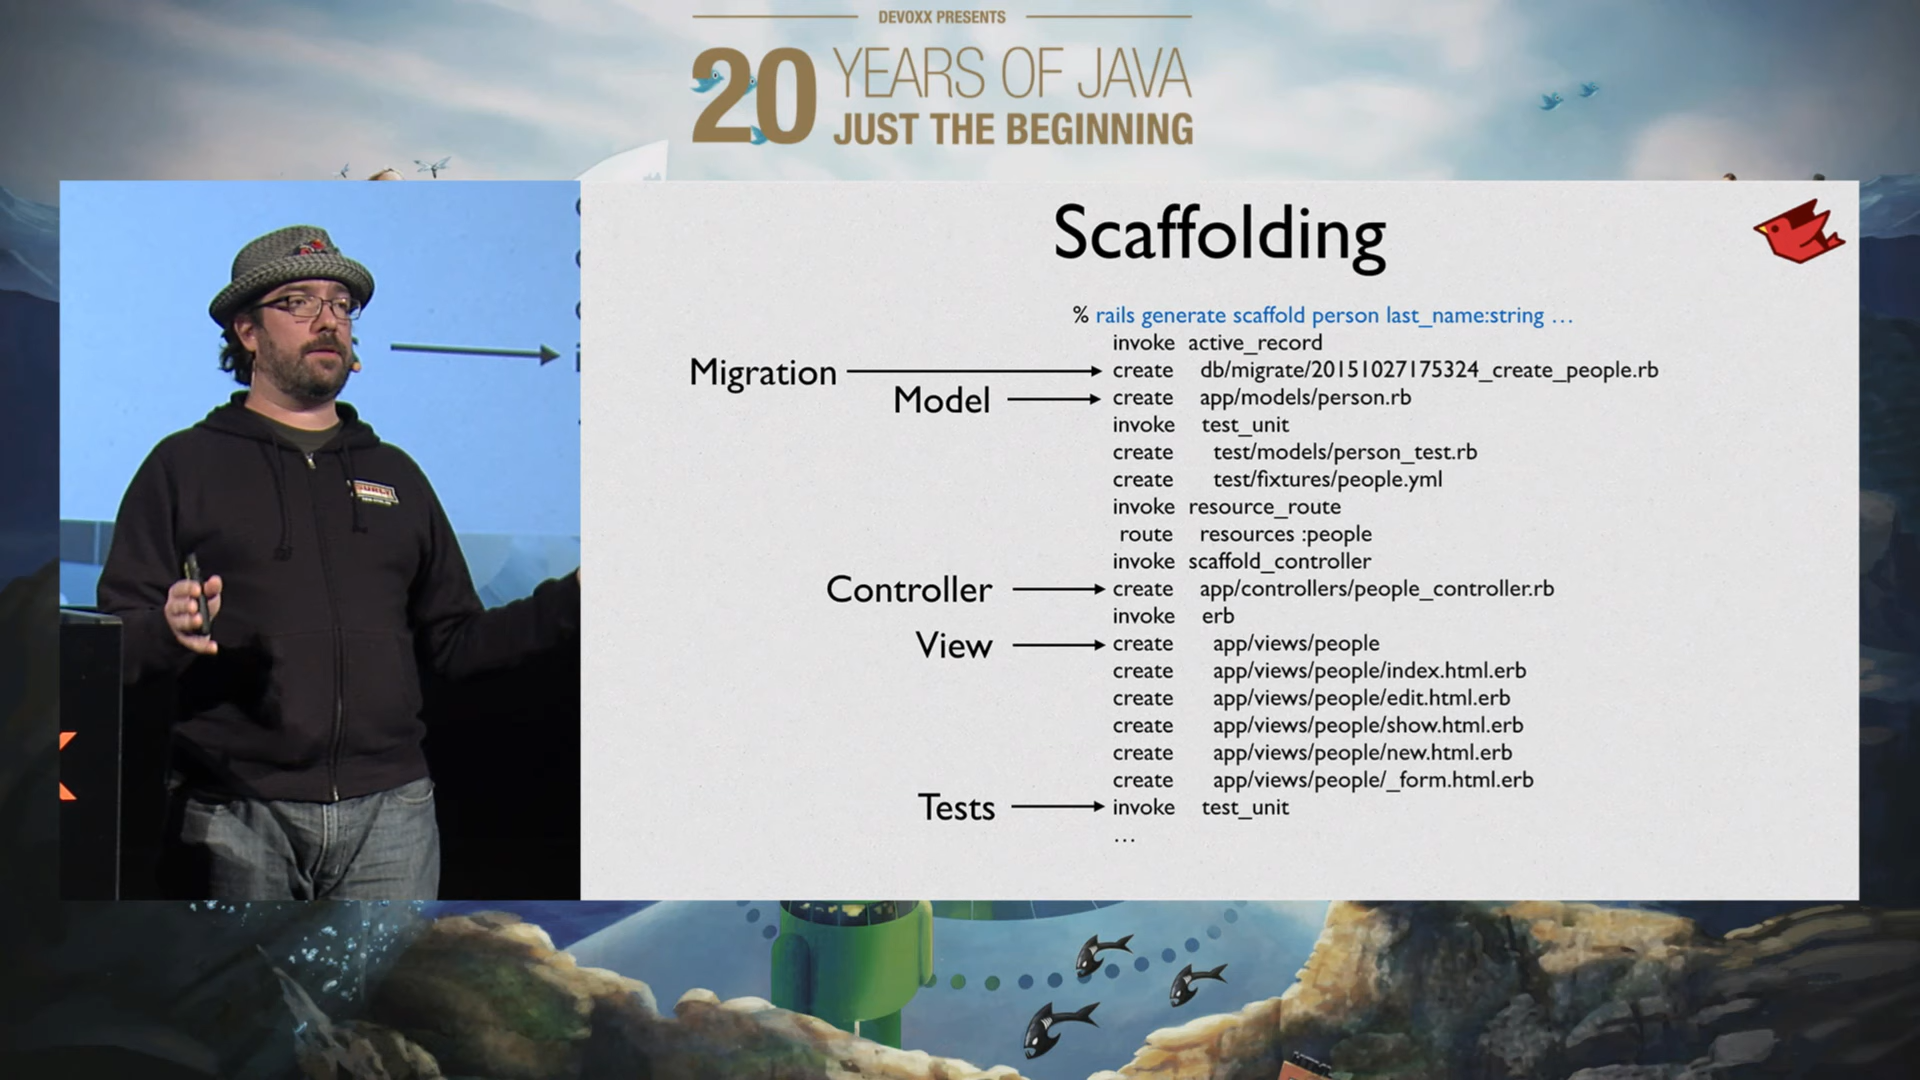 DEVOXX PRESENTS
20 YEARS OF JAVA
JUST THE BEGINNING
Scaffolding
% rails generate scaffold person last_name:string …
invoke active_record
Migration create db/migrate/20151027175324_create_people.rb
Model create app/models/person.rb
invoke test_unit
create test/models/person_test.rb
create test/fixtures/people.yml
invoke resource_route
route resources :people
invoke scaffold_controller
Controller create app/controllers/people_controller.rb
invoke erb
View create app/views/people
create app/views/people/index.html.erb
create app/views/people/edit.html.erb
create app/views/people/show.html.erb
create app/views/people/new.html.erb
create app/views/people/_form.html.erb
Tests invoke test_unit
…